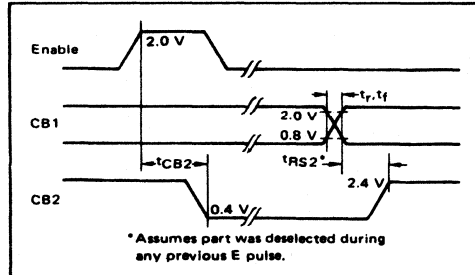 Enable
2.0 V
CB1
2.0 V
0.8 V
tr, tf
tCB2
tRS2*
CB2
0.4 V
2.4 V
*Assumes part was deselected during
any previous E pulse.